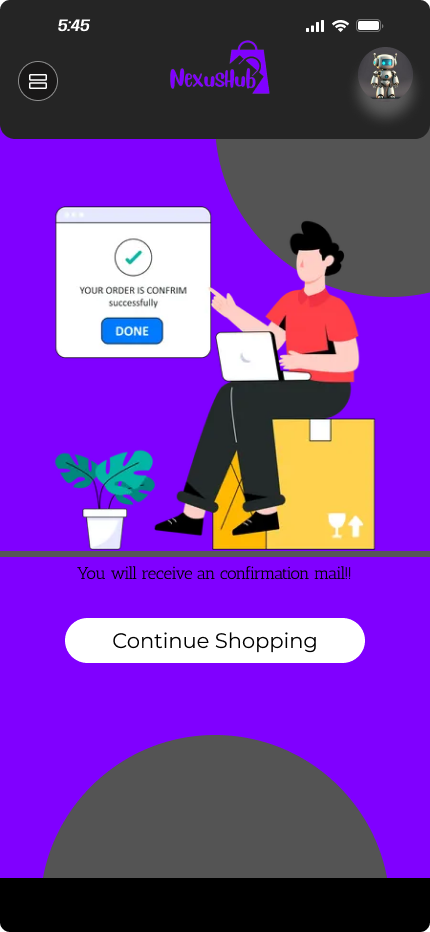 5:45
NexusHub
YOUR ORDER IS CONFRIM
successfully
DONE
You will receive an confirmation mail!!
Continue Shopping